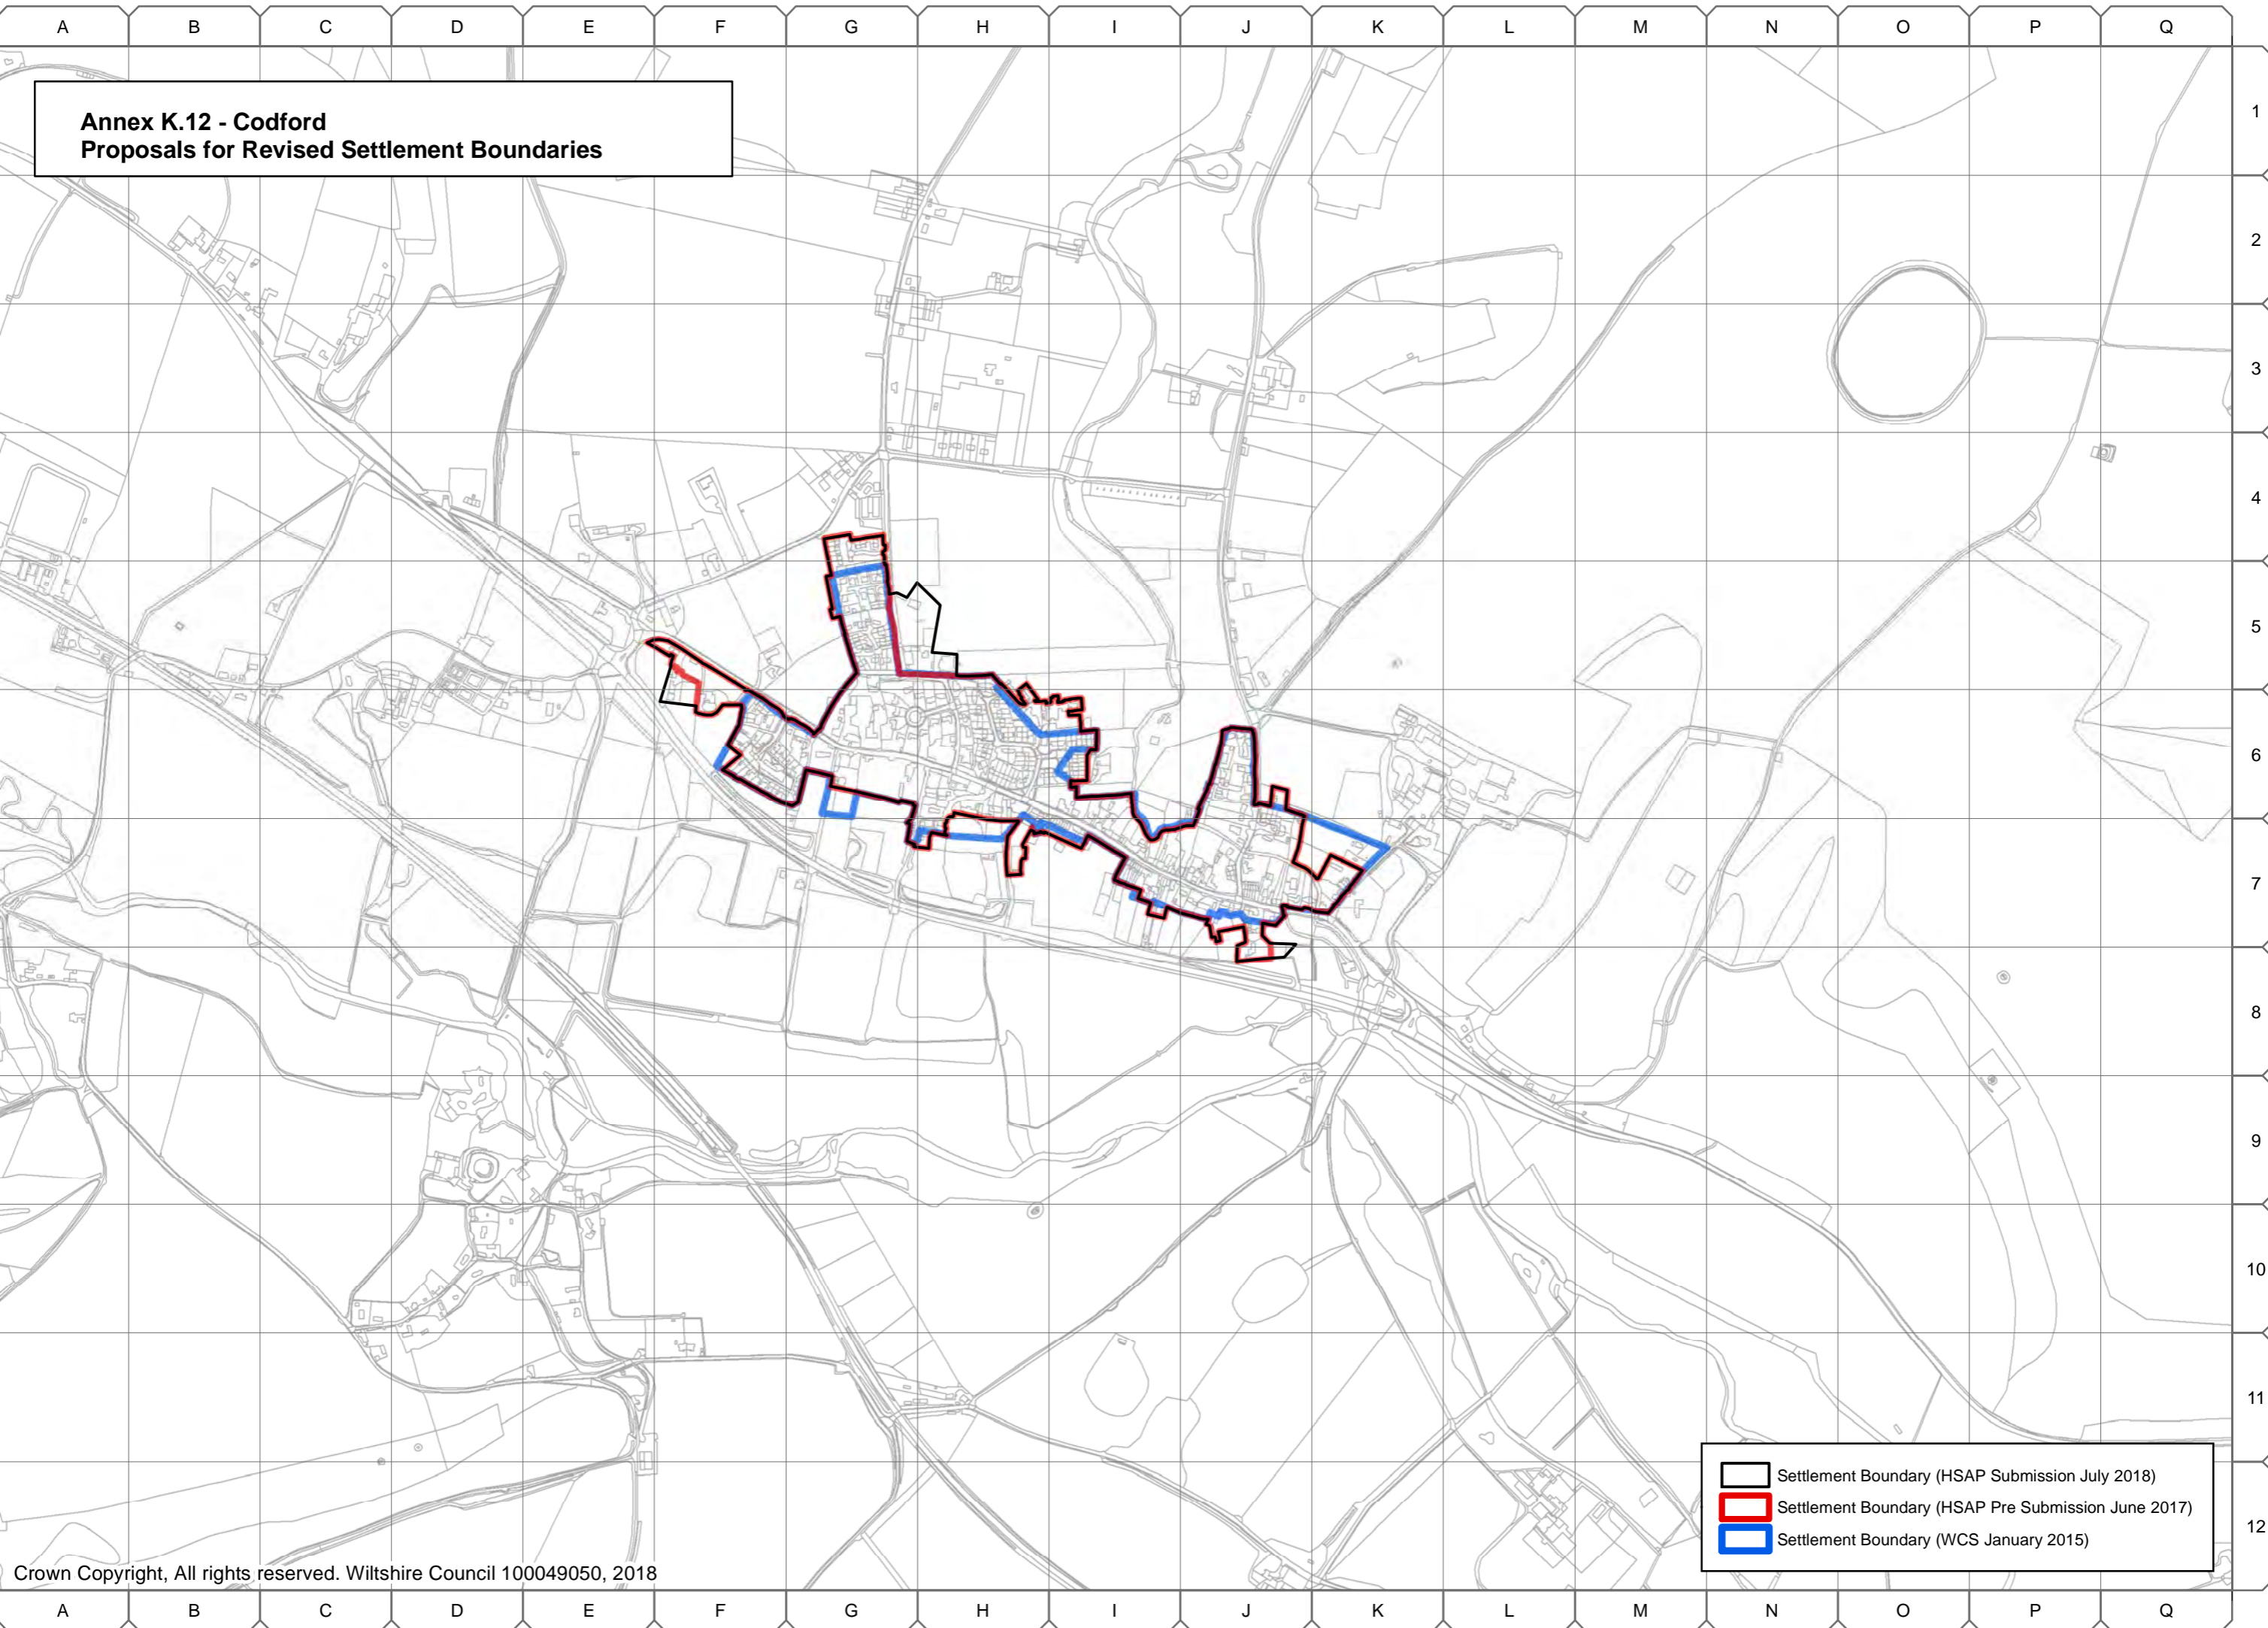 A B C D E F G H I J K L M N O P Q
Annex K.12 - Codford
Proposals for Revised Settlement Boundaries
1
2
3
4
5
6
7
8
9
10
11
12
Settlement Boundary (HSAP Submission July 2018)
Settlement Boundary (HSAP Pre Submission June 2017)
Settlement Boundary (WCS January 2015)
Crown Copyright, All rights reserved. Wiltshire Council 100049050, 2018
A B C D E F G H I J K L M N O P Q